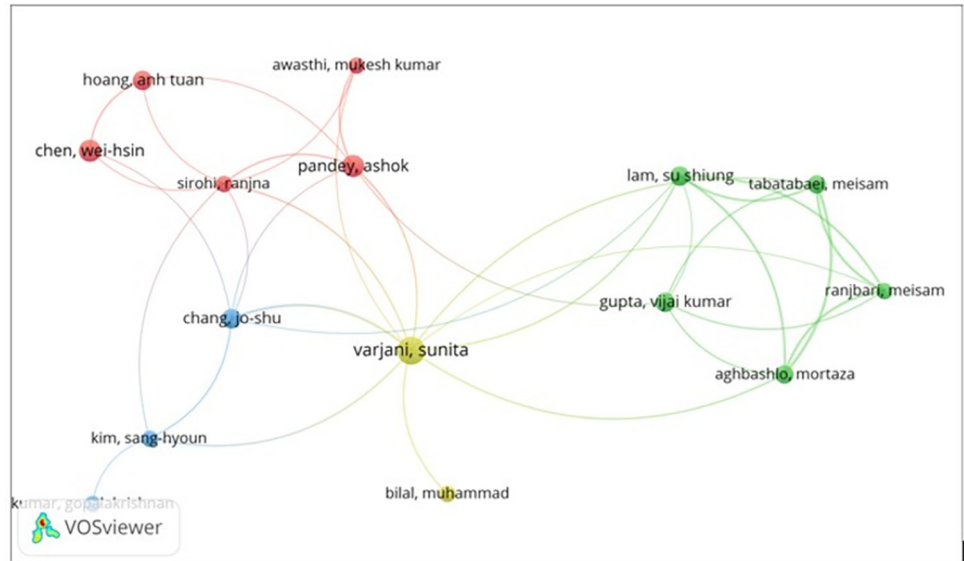 awasthi, mukesh kumar
hoang, anh tuan
chen, wei-hsin
pandey, ashok
sirohi, ranjna
lam, su shiung
tabatabaei, meisam
ranjbari, meisam
gupta, vijai kumar
chang, jo-shu
varjani, sunita
aghbashlo, mortaza
kim, sang-hyoun
bilal, muhammad
kumar, gopalakrishnan
VOSviewer